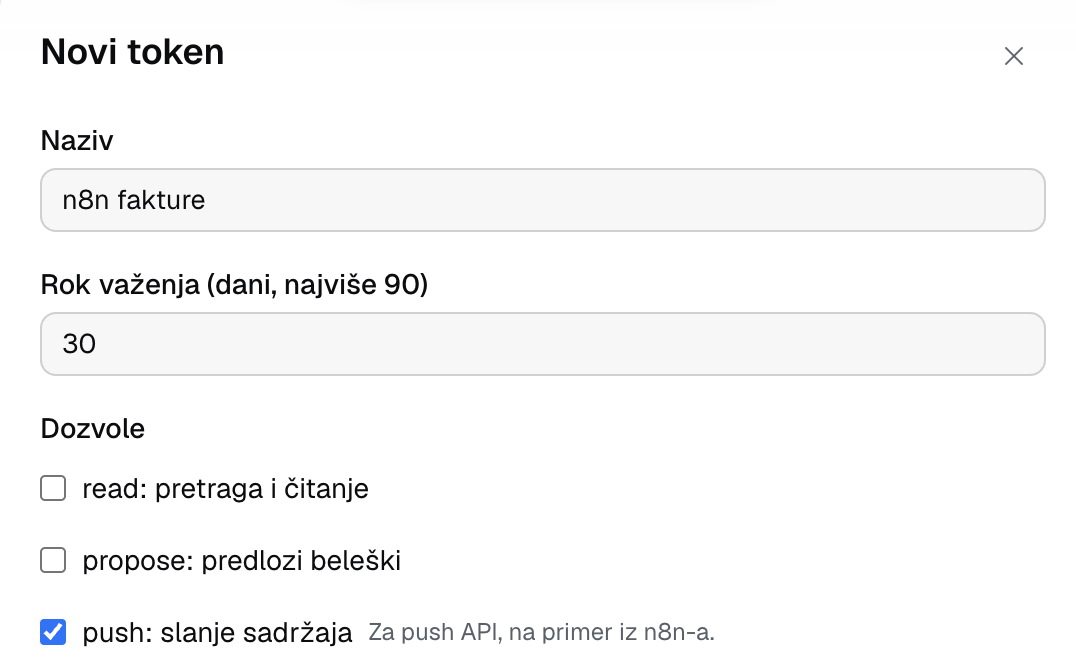 Novi token
Naziv
n8n fakture
Rok važenja (dani, najviše 90)
30
Dozvole
read: pretraga i čitanje
propose: predlozi beleški
push: slanje sadržaja Za push API, na primer iz n8n-a.